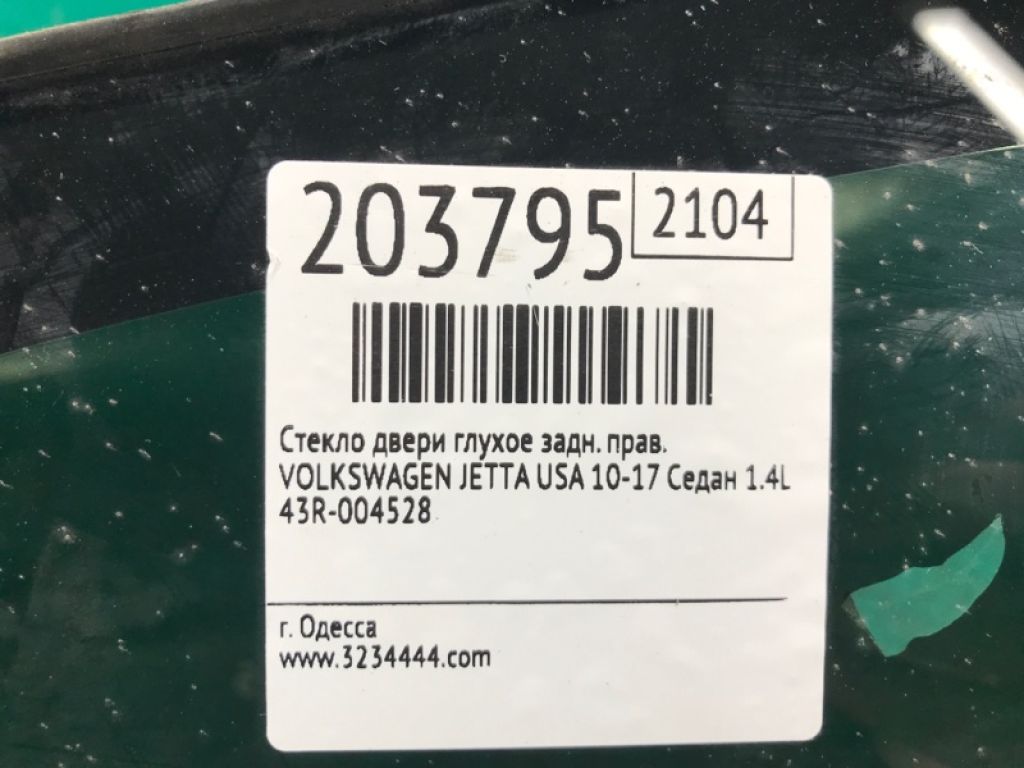 203795
2104
Стекло двери глухое задн. прав.
VOLKSWAGEN JETTA USA 10-17 Седан 1.4L
43R-004528
г. Одесса
www.3234444.com